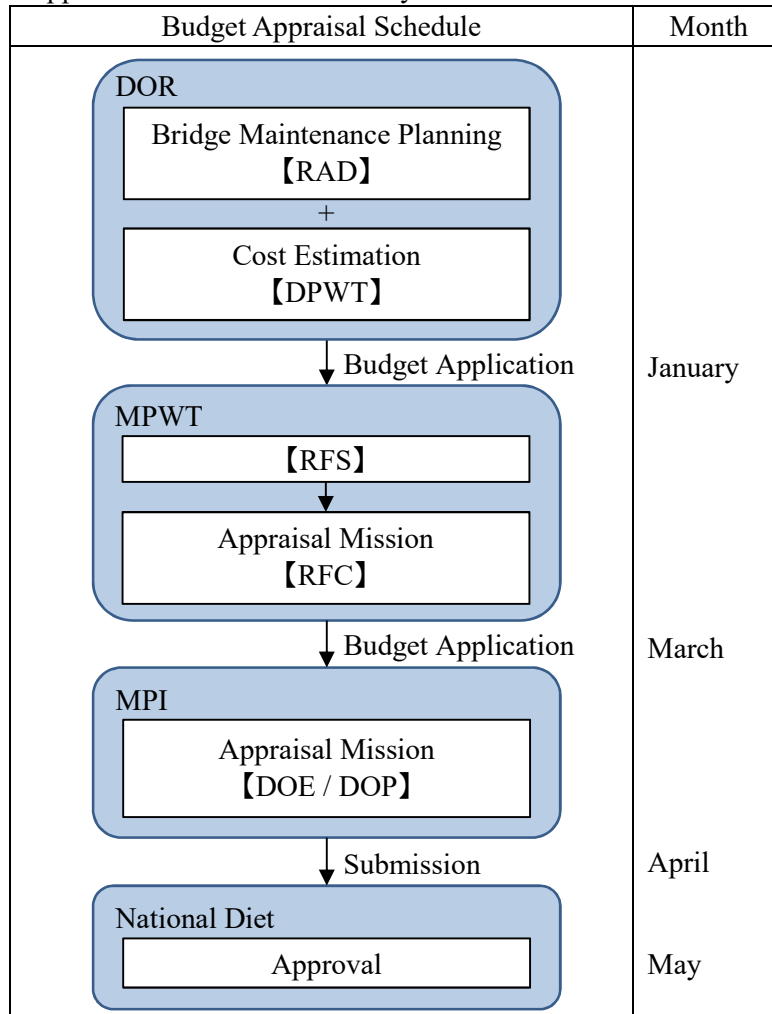 Budget Appraisal Schedule
Month
DOR
Bridge Maintenance Planning
【RAD】
+
Cost Estimation
【DPWT】
Budget Application
January
MPWT
【RFS】
Appraisal Mission
【RFC】
Budget Application
March
MPI
Appraisal Mission
【DOE / DOP】
Submission
April
National Diet
Approval
May